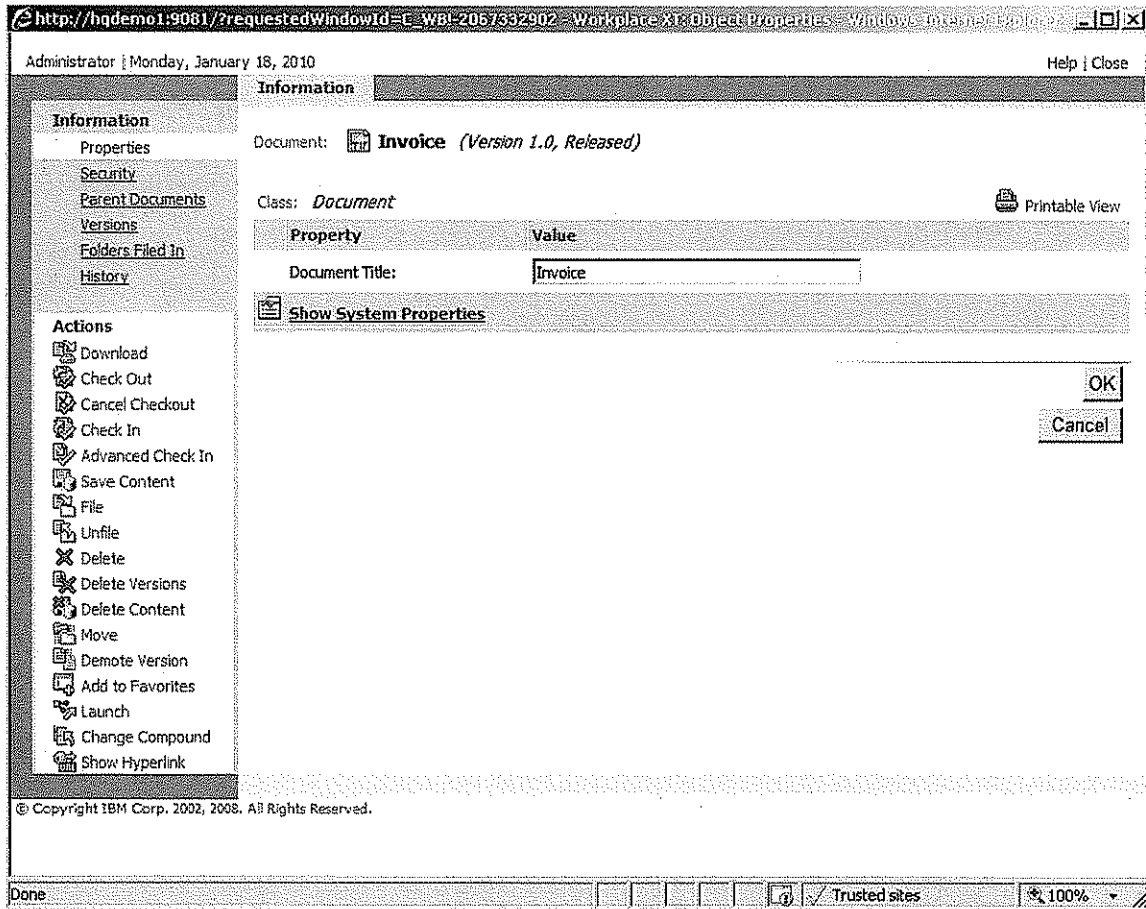 http://hqdemo1:9081/?requestedWindowId=C_WB!-2067332902 - Workplace XT: Object Properties - Windows Internet Explorer
Administrator | Monday, January 18, 2010
Help | Close
Information
Information
Properties
Security
Parent Documents
Versions
Folders Filed In
History
Document: Invoice (Version 1.0, Released)
Class: Document
Printable View
Property Value
Document Title: Invoice
Show System Properties
OK
Cancel
Actions
Download
Check Out
Cancel Checkout
Check In
Advanced Check In
Save Content
File
Unfile
Delete
Delete Versions
Delete Content
Move
Demote Version
Add to Favorites
Launch
Change Compound
Show Hyperlink
© Copyright IBM Corp. 2002, 2008. All Rights Reserved.
Done
Trusted sites
100%